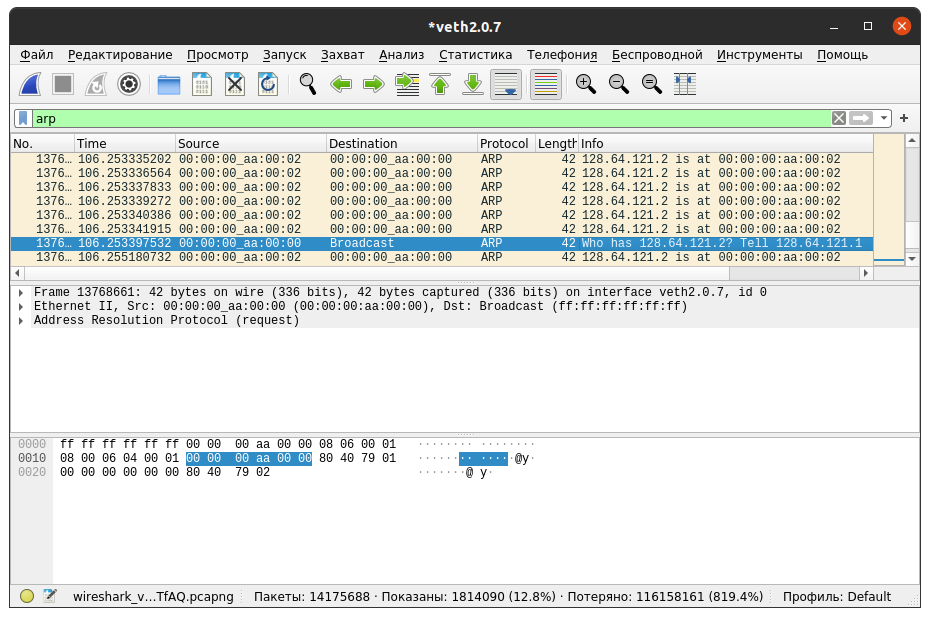 *veth2.0.7
Файл Редактирование Просмотр Запуск Захват Анализ Статистика Телефония Беспроводной Инструменты Помощь
arp
No. Time Source Destination Protocol Length Info
1376… 106.253335202 00:00:00_aa:00:02 00:00:00_aa:00:00 ARP 42 128.64.121.2 is at 00:00:00:aa:00:02
1376… 106.253336564 00:00:00_aa:00:02 00:00:00_aa:00:00 ARP 42 128.64.121.2 is at 00:00:00:aa:00:02
1376… 106.253337833 00:00:00_aa:00:02 00:00:00_aa:00:00 ARP 42 128.64.121.2 is at 00:00:00:aa:00:02
1376… 106.253339272 00:00:00_aa:00:02 00:00:00_aa:00:00 ARP 42 128.64.121.2 is at 00:00:00:aa:00:02
1376… 106.253340386 00:00:00_aa:00:02 00:00:00_aa:00:00 ARP 42 128.64.121.2 is at 00:00:00:aa:00:02
1376… 106.253341915 00:00:00_aa:00:02 00:00:00_aa:00:00 ARP 42 128.64.121.2 is at 00:00:00:aa:00:02
1376… 106.253397532 00:00:00_aa:00:00 Broadcast ARP 42 Who has 128.64.121.2? Tell 128.64.121.1
1376… 106.255180732 00:00:00_aa:00:02 00:00:00_aa:00:00 ARP 42 128.64.121.2 is at 00:00:00:aa:00:02
Frame 13768661: 42 bytes on wire (336 bits), 42 bytes captured (336 bits) on interface veth2.0.7, id 0
Ethernet II, Src: 00:00:00_aa:00:00 (00:00:00:aa:00:00), Dst: Broadcast (ff:ff:ff:ff:ff:ff)
Address Resolution Protocol (request)
0000 ff ff ff ff ff ff 00 00 00 aa 00 00 08 06 00 01 ········ ········
0010 08 00 06 04 00 01 00 00 00 aa 00 00 80 40 79 01 ········ ····@y·
0020 00 00 00 00 00 00 80 40 79 02 ·······@ y·
wireshark_v…TfAQ.pcapng Пакеты: 14175688 · Показаны: 1814090 (12.8%) · Потеряно: 116158161 (819.4%) Профиль: Default